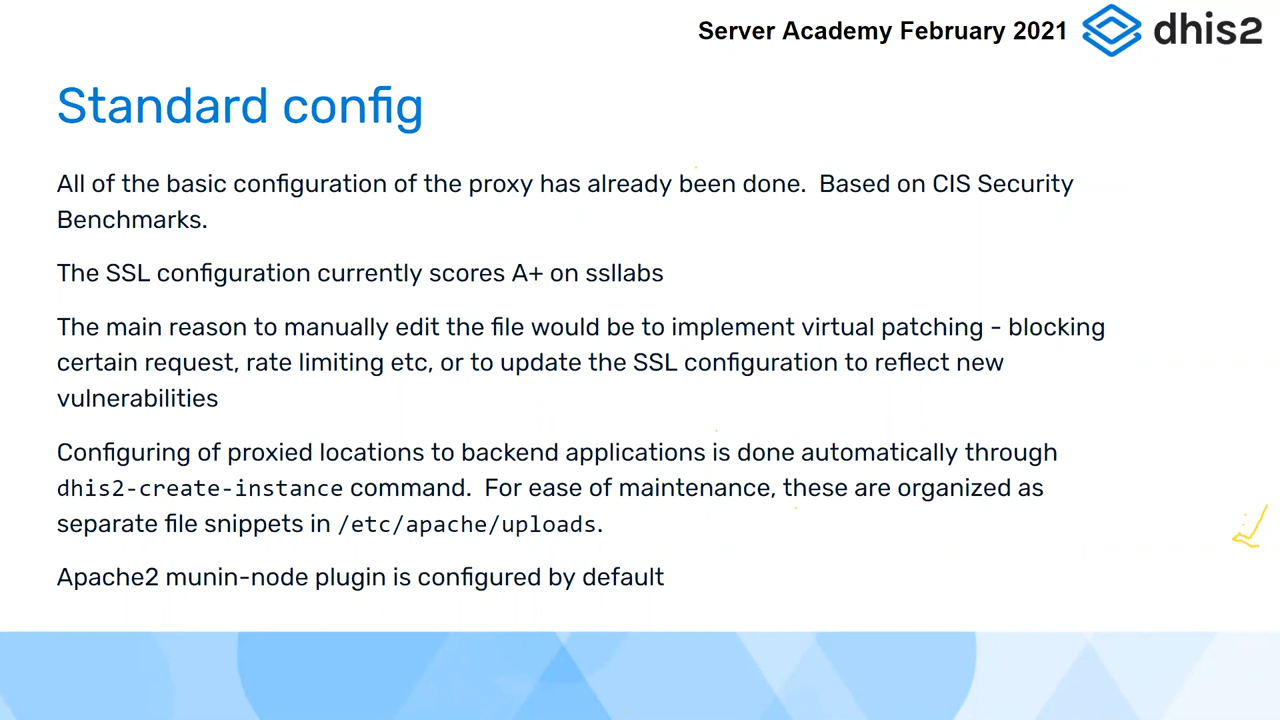 Server Academy February 2021
dhis2
Standard config
All of the basic configuration of the proxy has already been done.  Based on CIS Security
Benchmarks.
The SSL configuration currently scores A+ on ssllabs
The main reason to manually edit the file would be to implement virtual patching - blocking
certain request, rate limiting etc, or to update the SSL configuration to reflect new
vulnerabilities
Configuring of proxied locations to backend applications is done automatically through
dhis2-create-instance command.  For ease of maintenance, these are organized as
separate file snippets in /etc/apache/uploads.
Apache2 munin-node plugin is configured by default